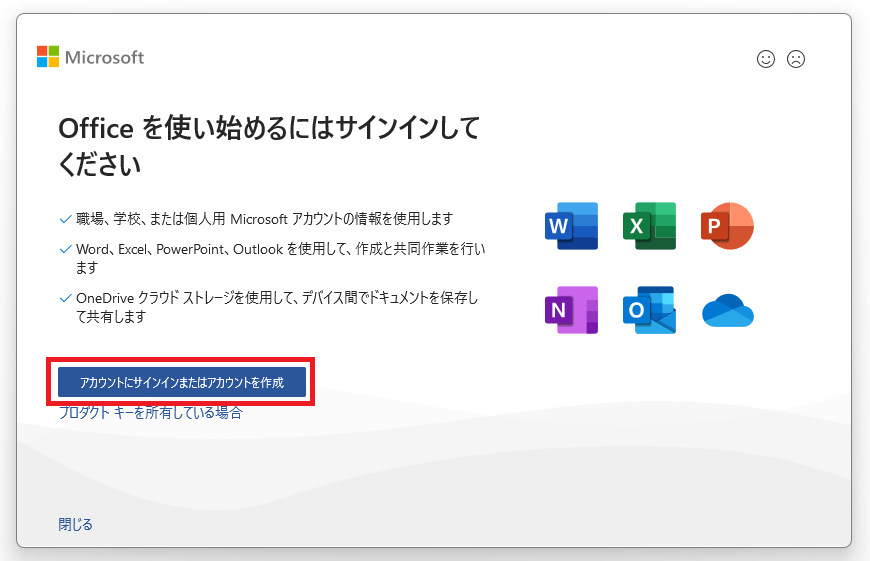 Microsoft
Office を使い始めるにはサインインして
ください
職場、学校、または個人用 Microsoft アカウントの情報を使用します
Word、Excel、PowerPoint、Outlook を使用して、作成と共同作業を行い
ます
OneDrive クラウド ストレージを使用して、デバイス間でドキュメントを保存し
て共有します
W
X
P
N
O
アカウントにサインインまたはアカウントを作成
プロダクト キーを所有している場合
閉じる